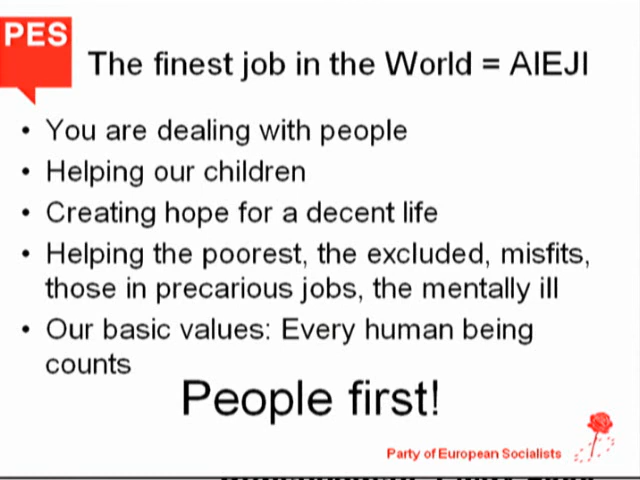 PES
The finest job in the World = AIEJI
• You are dealing with people
• Helping our children
• Creating hope for a decent life
• Helping the poorest, the excluded, misfits,
those in precarious jobs, the mentally ill
• Our basic values: Every human being
counts
People first!
Party of European Socialists